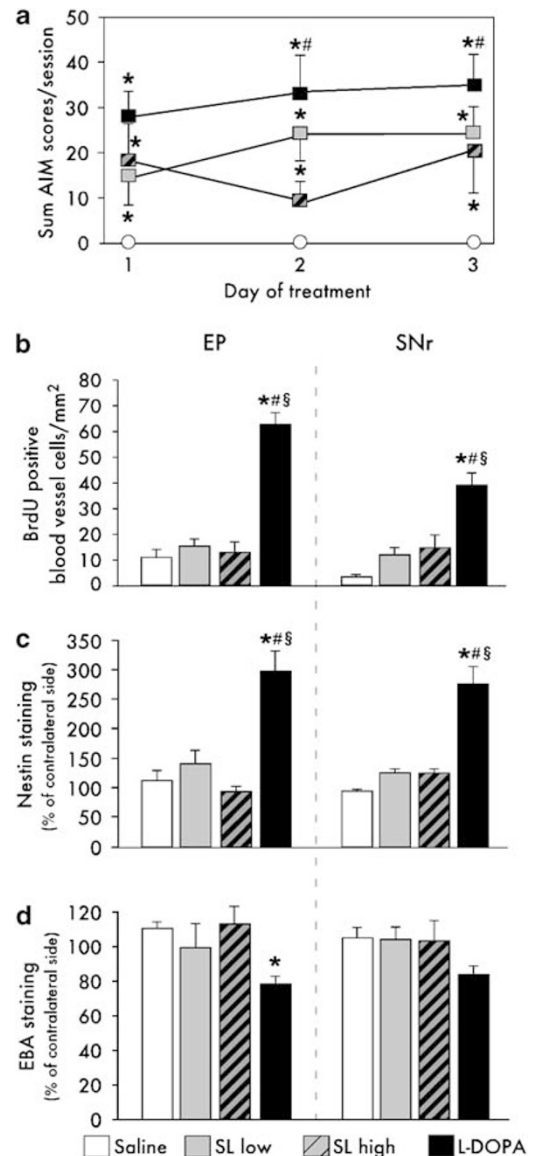 a
50
40
30
20
10
0
Sum AIM scores/session
*
*
*
*#
*
*
*#
*
*
1 2 3
Day of treatment
b
EP SNr
80
70
60
50
40
30
20
10
0
BrdU positive
blood vessel cells/mm2
*#§
*#§
c
350
300
250
200
150
100
50
0
Nestin staining
(% of contralateral side)
*#§
*#§
d
120
100
80
60
40
20
0
EBA staining
(% of contralateral side)
*
Saline SL low SL high L-DOPA